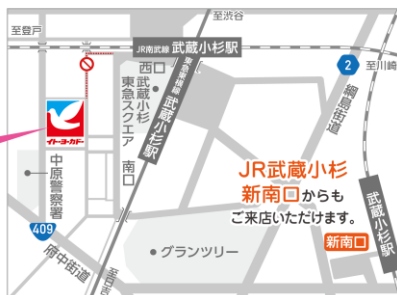 至渋谷
至登戸
JR南武線 武蔵小杉駅
西口
2
至川崎
武蔵小杉
東急スクエア
東急東横線 武蔵小杉駅
綱島街道
イトーヨーカドー
南口
JR武蔵小杉
新南口からも
ご来店いただけます。
中原警察署
武蔵小杉駅
新南口
409
府中街道
グランツリー
至日吉